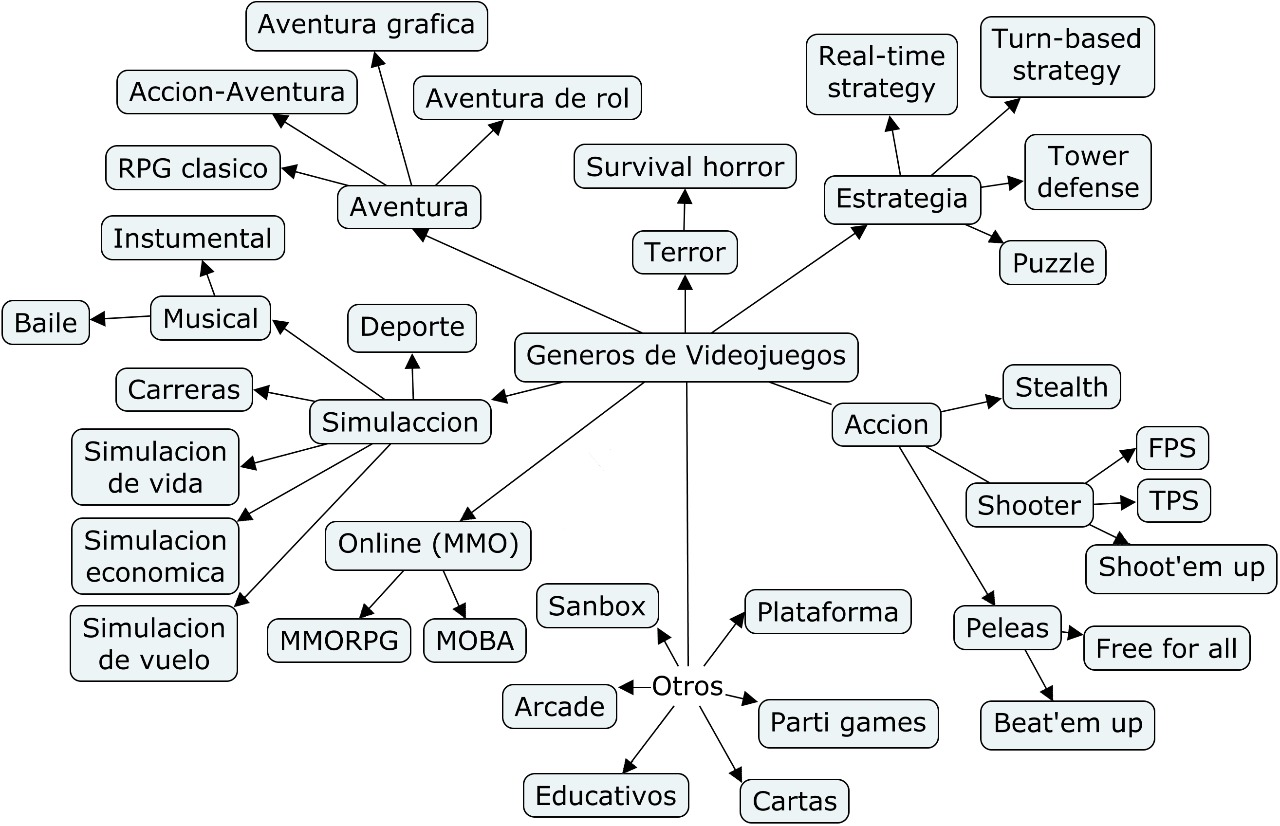 Aventura grafica
Accion-Aventura
Aventura de rol
RPG clasico
Aventura
Real-time
strategy
Turn-based
strategy
Tower
defense
Estrategia
Puzzle
Survival horror
Terror
Instumental
Baile
Musical
Deporte
Generos de Videojuegos
Carreras
Simulaccion
Simulacion
de vida
Simulacion
economica
Simulacion
de vuelo
Online (MMO)
MMORPG
MOBA
Accion
Stealth
Shooter
FPS
TPS
Shoot'em up
Peleas
Free for all
Beat'em up
Sanbox
Plataforma
Otros
Arcade
Parti games
Educativos
Cartas